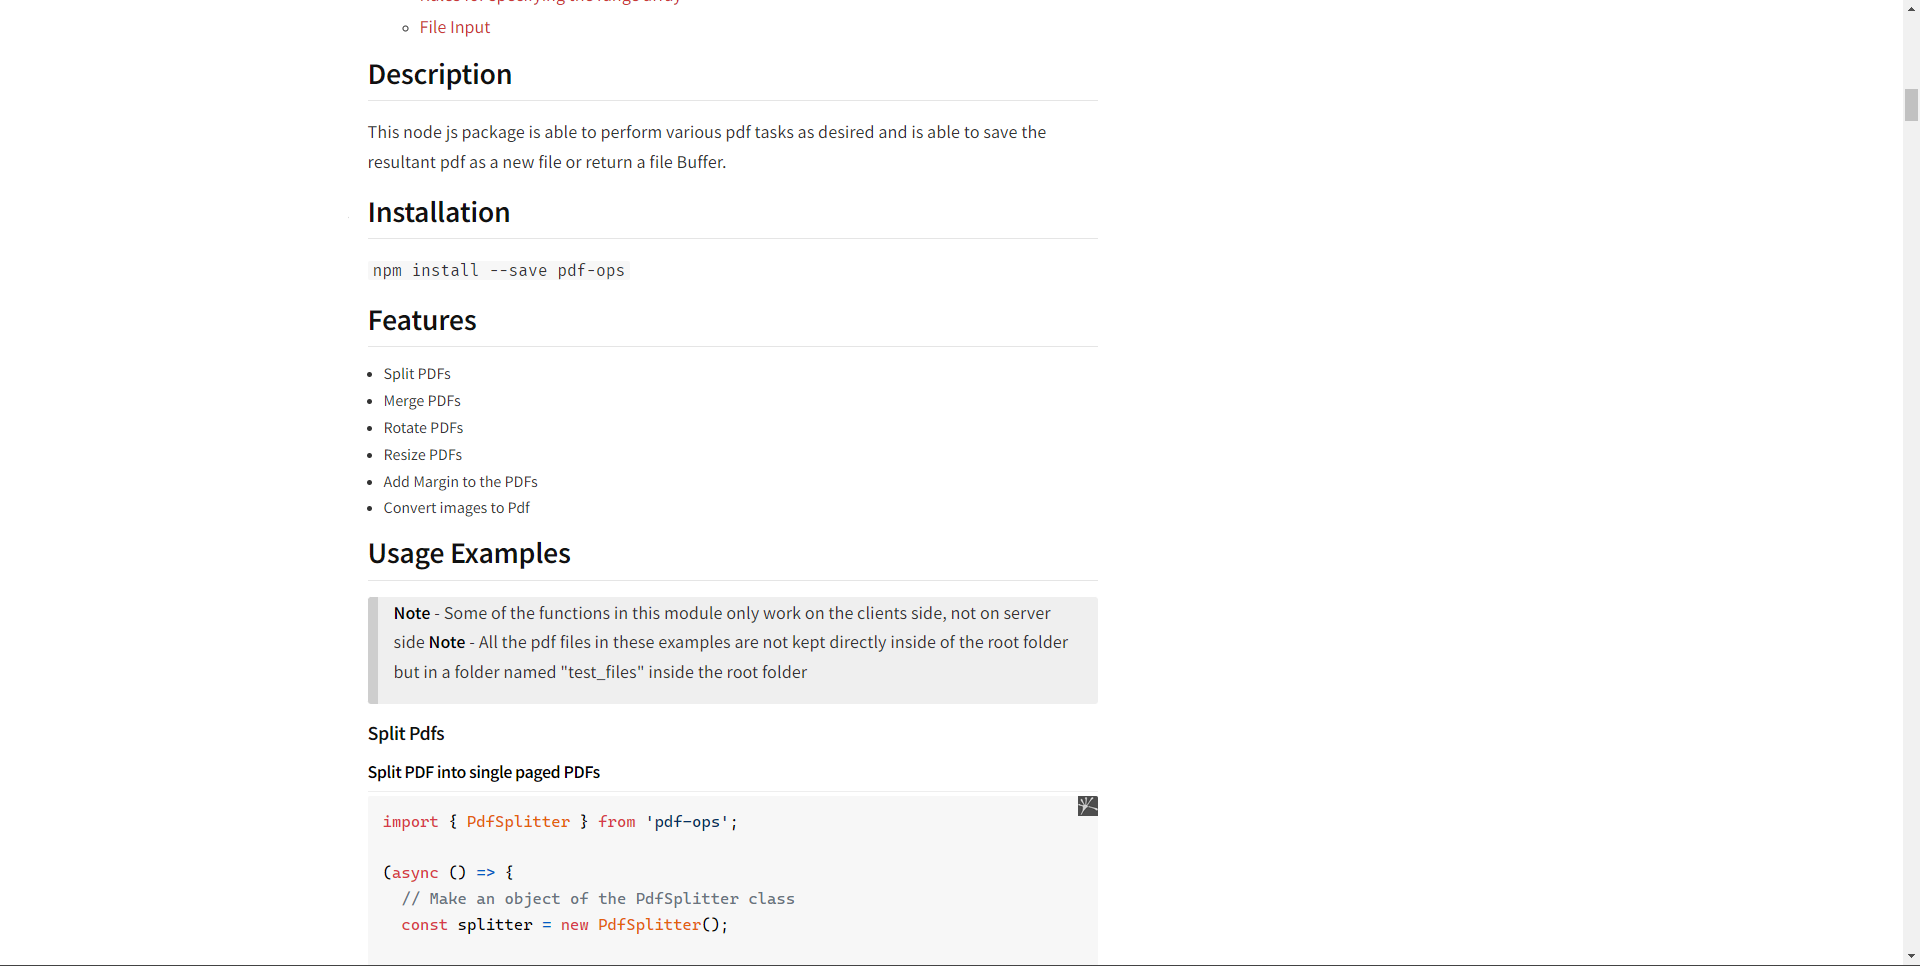 Rules for specifying the range array
File Input
Description
This node js package is able to perform various pdf tasks as desired and is able to save the
resultant pdf as a new file or return a file Buffer.
Installation
npm install --save pdf-ops
Features
Split PDFs
Merge PDFs
Rotate PDFs
Resize PDFs
Add Margin to the PDFs
Convert images to Pdf
Usage Examples
Note - Some of the functions in this module only work on the clients side, not on server
side Note - All the pdf files in these examples are not kept directly inside of the root folder
but in a folder named "test_files" inside the root folder
Split Pdfs
Split PDF into single paged PDFs
import { PdfSplitter } from 'pdf-ops';
(async () => {
// Make an object of the PdfSplitter class
const splitter = new PdfSplitter();